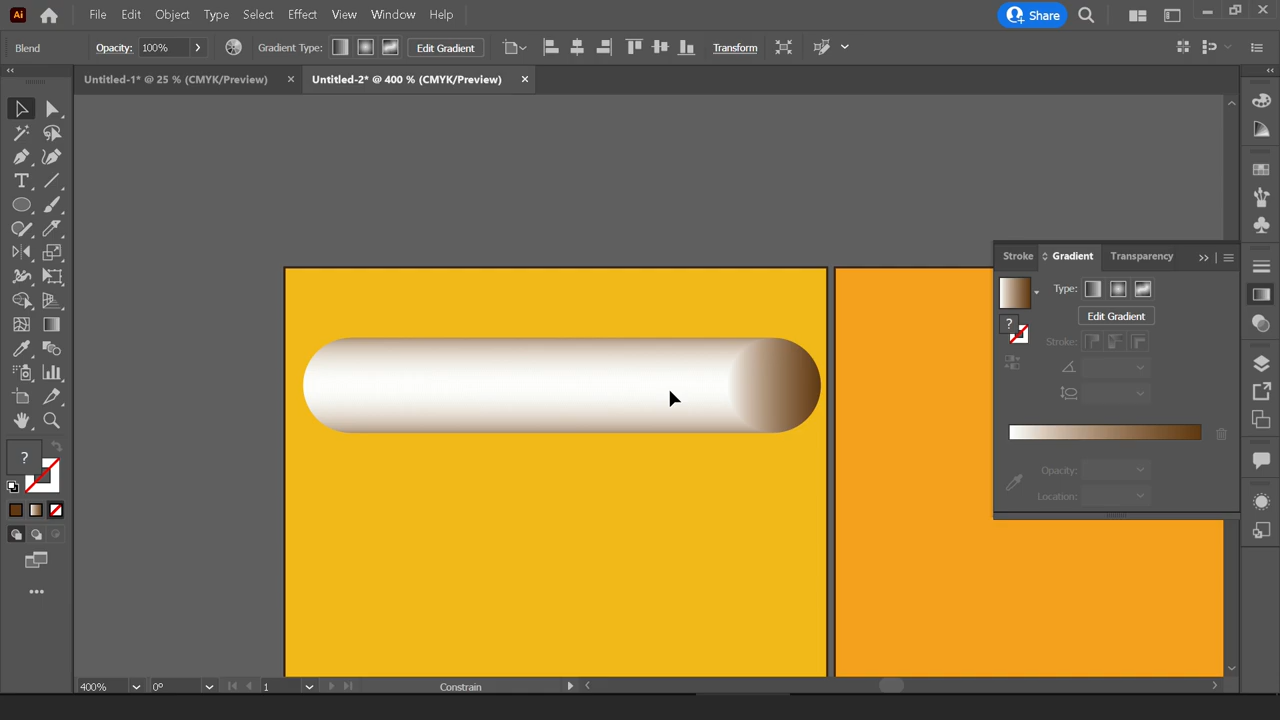 Ai File Edit Object Type Select Effect View Window Help Share
Blend Opacity: 100% Gradient Type: Edit Gradient Transform
Untitled-1* @ 25 % (CMYK/Preview) × Untitled-2* @ 400 % (CMYK/Preview) ×
Stroke Gradient Transparency
Type:
Edit Gradient
?
Stroke:
?
Opacity:
Location:
400% 0° 1 Constrain